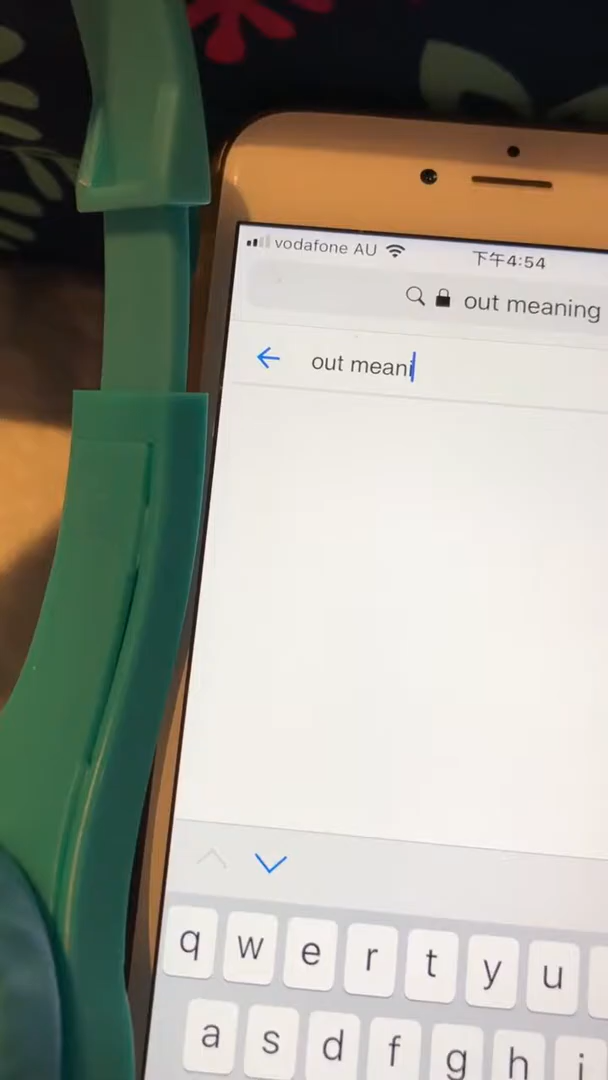 vodafone AU 下午4:54
out meaning
out meani
q w e r t y u
a s d f g h j